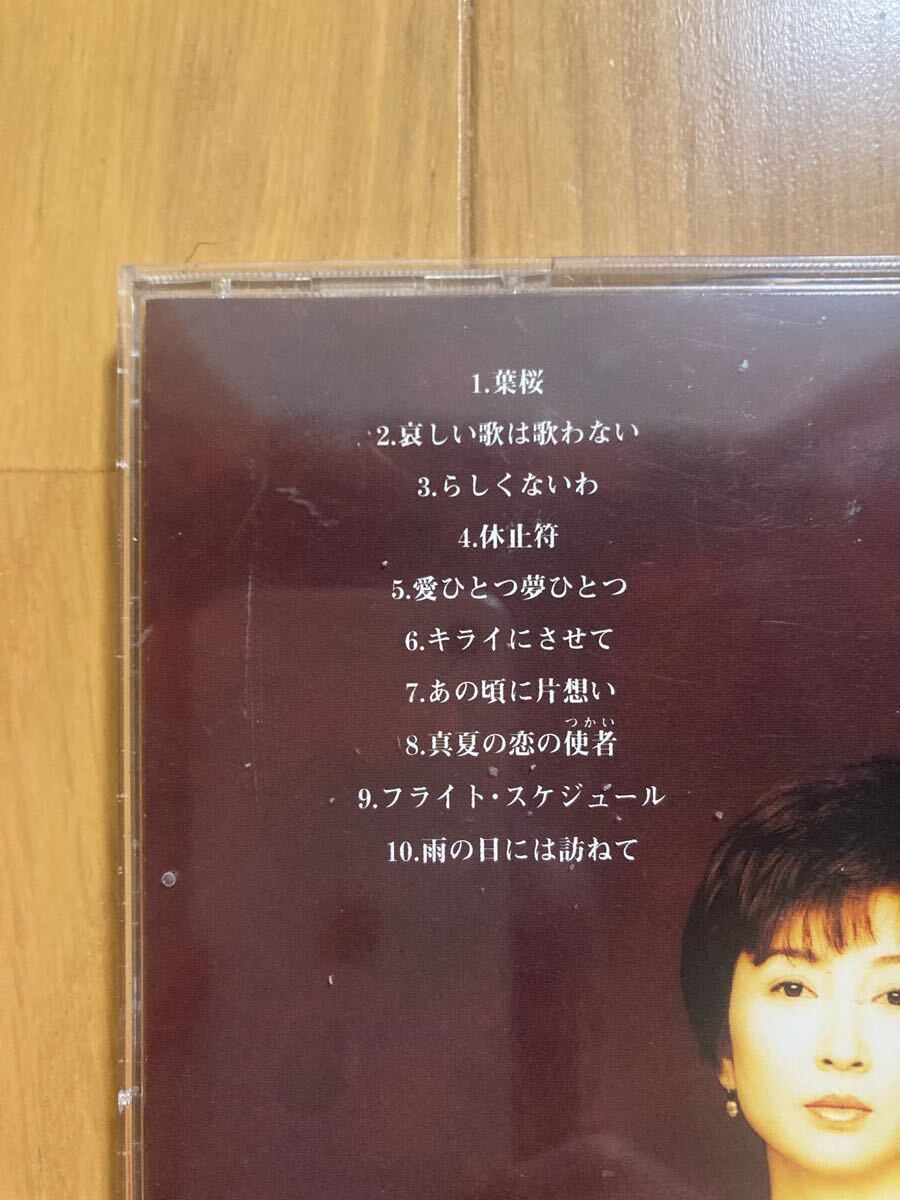 1.葉桜
2.哀しい歌は歌わない
3.らしくないわ
4.休止符
5.愛ひとつ夢ひとつ
6.キライにさせて
7.あの頃に片想い
つかい
8.真夏の恋の使者
9.フライト・スケジュール
10.雨の日には訪ねて